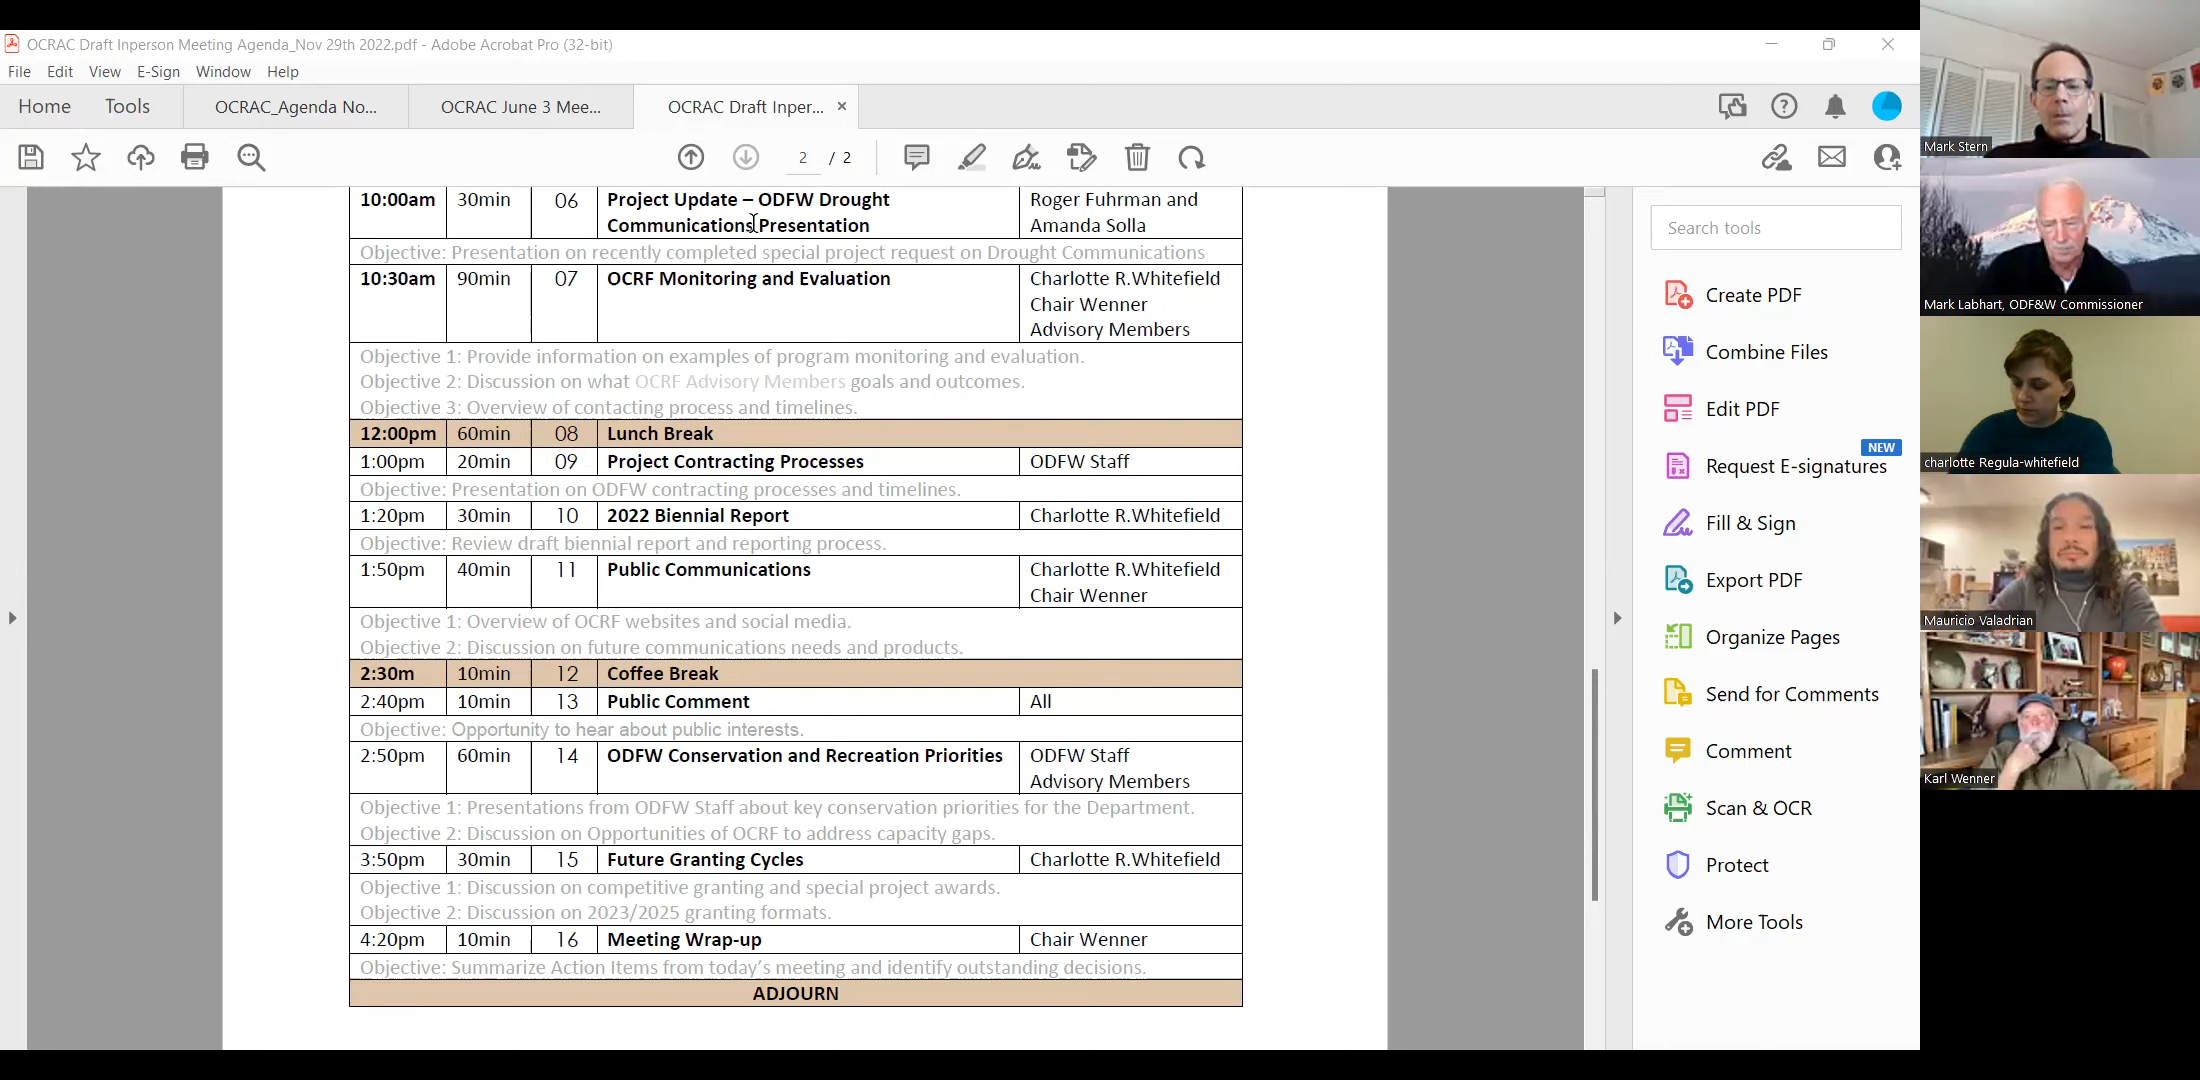 OCRAC Draft Inperson Meeting Agenda_Nov 29th 2022.pdf - Adobe Acrobat Pro (32-bit)
File Edit View E-Sign Window Help
Home Tools OCRAC_Agenda No... OCRAC June 3 Mee... OCRAC Draft Inper... ×
2 / 2
10:00am 30min 06 Project Update – ODFW Drought Roger Fuhrman and
Communications Presentation Amanda Solla
Objective: Presentation on recently completed special project request on Drought Communications
10:30am 90min 07 OCRF Monitoring and Evaluation Charlotte R.Whitefield
Chair Wenner
Advisory Members
Objective 1: Provide information on examples of program monitoring and evaluation.
Objective 2: Discussion on what OCRF Advisory Members goals and outcomes.
Objective 3: Overview of contacting process and timelines.
12:00pm 60min 08 Lunch Break
1:00pm 20min 09 Project Contracting Processes ODFW Staff
Objective: Presentation on ODFW contracting processes and timelines.
1:20pm 30min 10 2022 Biennial Report Charlotte R.Whitefield
Objective: Review draft biennial report and reporting process.
1:50pm 40min 11 Public Communications Charlotte R.Whitefield
Chair Wenner
Objective 1: Overview of OCRF websites and social media.
Objective 2: Discussion on future communications needs and products.
2:30m 10min 12 Coffee Break
2:40pm 10min 13 Public Comment All
Objective: Opportunity to hear about public interests.
2:50pm 60min 14 ODFW Conservation and Recreation Priorities ODFW Staff
Advisory Members
Objective 1: Presentations from ODFW Staff about key conservation priorities for the Department.
Objective 2: Discussion on Opportunities of OCRF to address capacity gaps.
3:50pm 30min 15 Future Granting Cycles Charlotte R.Whitefield
Objective 1: Discussion on competitive granting and special project awards.
Objective 2: Discussion on 2023/2025 granting formats.
4:20pm 10min 16 Meeting Wrap-up Chair Wenner
Objective: Summarize Action Items from today's meeting and identify outstanding decisions.
ADJOURN
Search tools
Create PDF
Combine Files
Edit PDF
NEW
Request E-signatures
Fill & Sign
Export PDF
Organize Pages
Send for Comments
Comment
Scan & OCR
Protect
More Tools
Mark Stern
Mark Labhart, ODF&W Commissioner
charlotte Regula-whitefield
Mauricio Valadrian
Karl Wenner